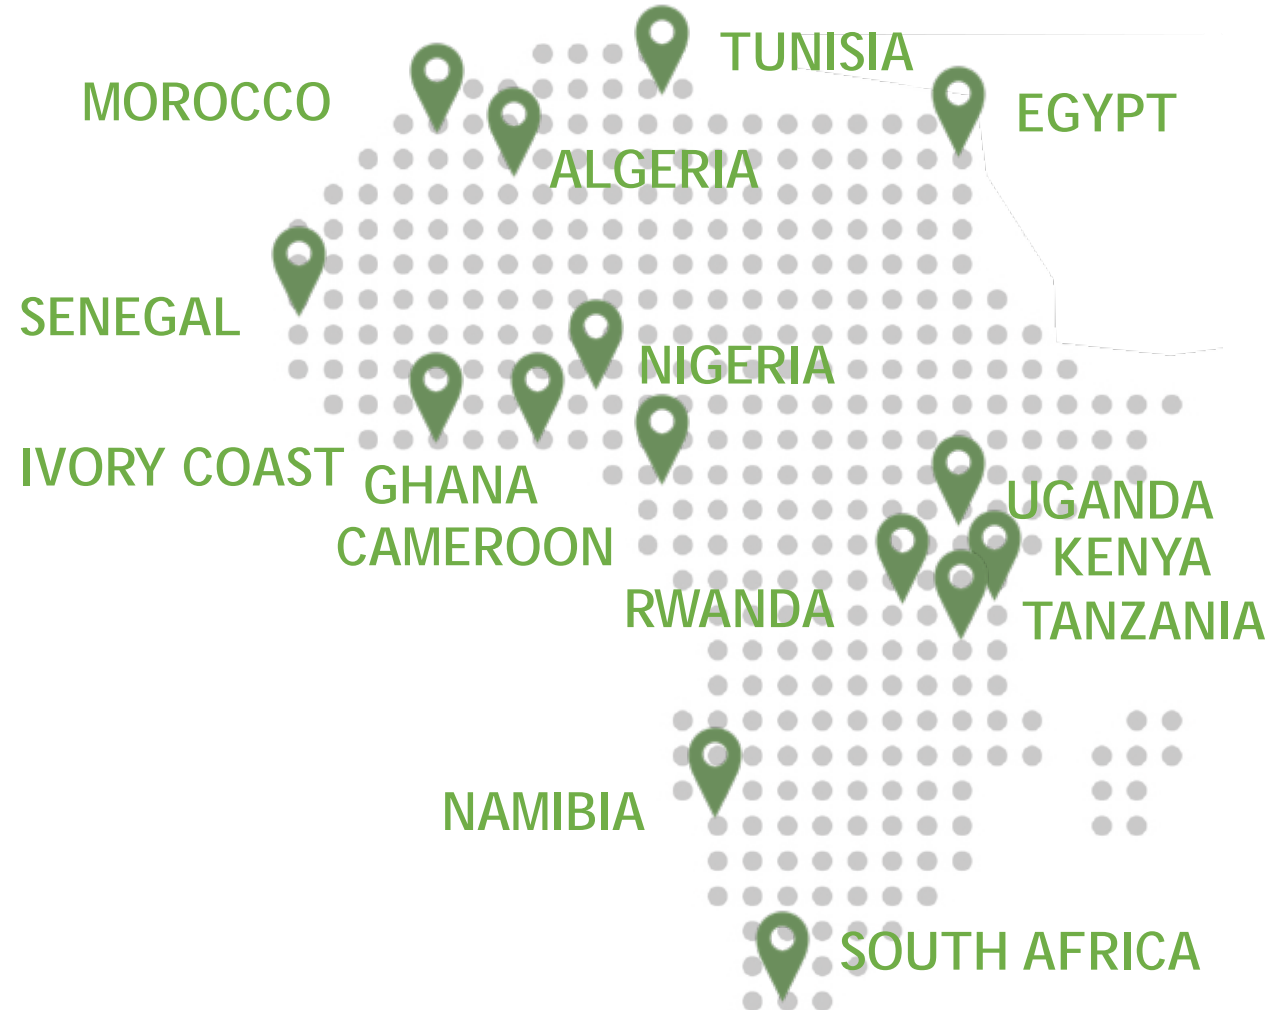 TUNISIA
MOROCCO
EGYPT
ALGERIA
SENEGAL
NIGERIA
IVORY COAST
GHANA
UGANDA
CAMEROON
KENYA
RWANDA
TANZANIA
NAMIBIA
SOUTH AFRICA